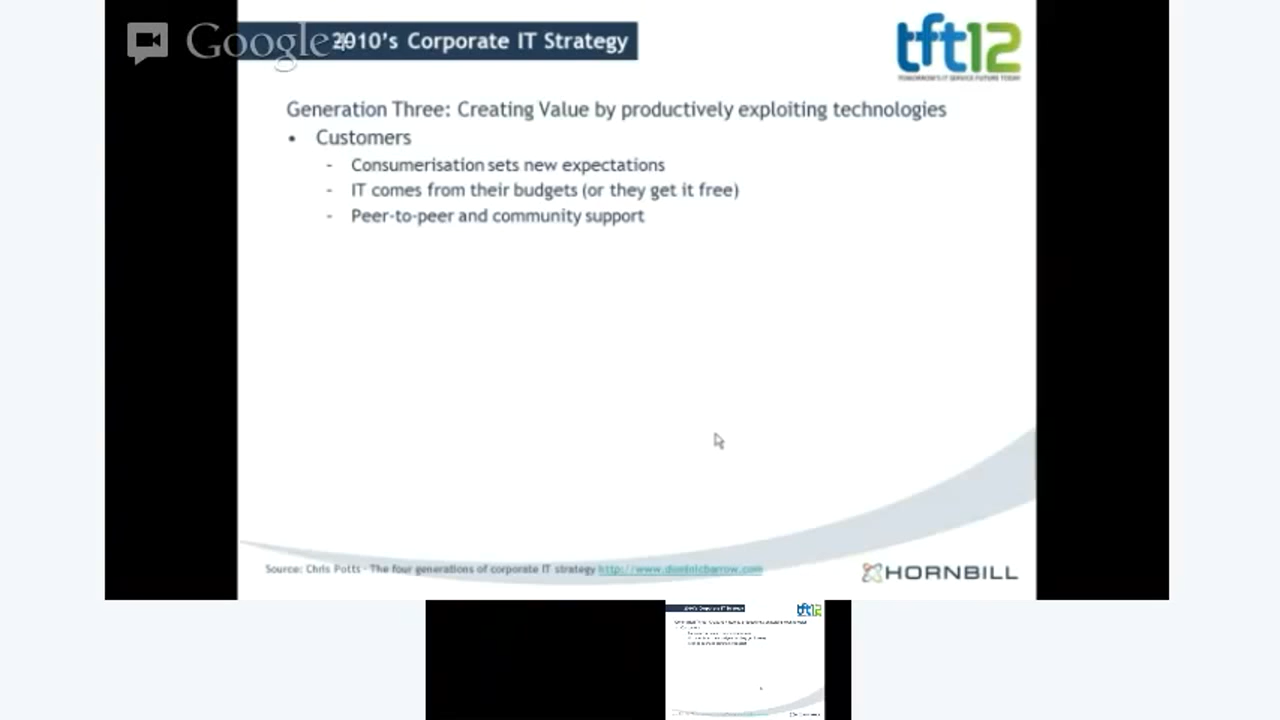 Google+
2010's Corporate IT Strategy
tft12
TOMORROW'S IT SERVICE FUTURE TODAY
Generation Three: Creating Value by productively exploiting technologies
• Customers
- Consumerisation sets new expectations
- IT comes from their budgets (or they get it free)
- Peer-to-peer and community support
Source: Chris Potts - The four generations of corporate IT strategy http://www.dominicbarrow.com
HORNBILL